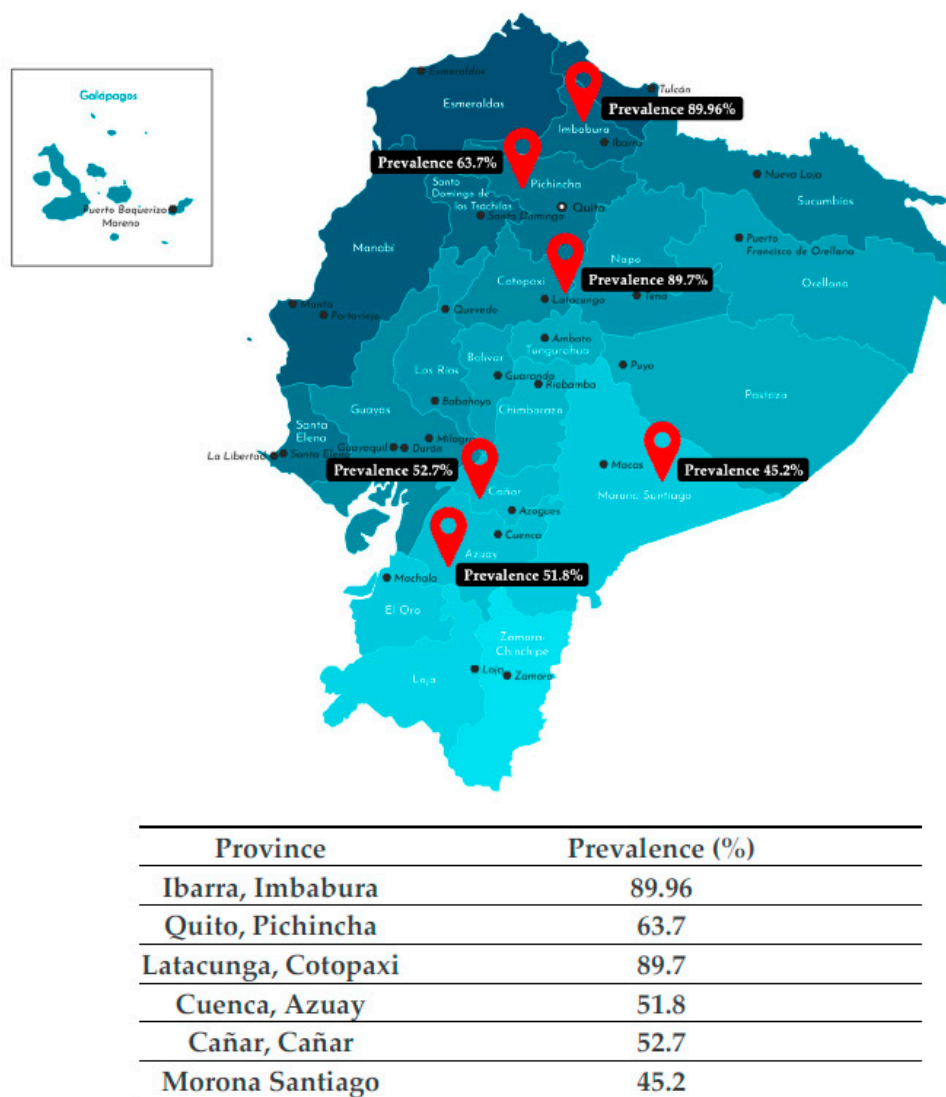 Galápagos
Puerto Baqüerizo
Moreno
Esmeraldas
Esmeraldas
Tulcán
Prevalence 89.96%
Imbabura
Ibarra
Prevalence 63.7%
Pichincha
Santo
Domingo de
los Tsáchilas
Santo Domingo
Quito
Nueva Loja
Sucumbíos
Manabí
Puerto
Francisco de Orellana
Napo
Orellana
Cotopaxi
Prevalence 89.7%
Latacunga
Tena
Manta
Portoviejo
Quevedo
Ambato
Tungurahua
Bolívar
Los Ríos
Guaranda
Riobamba
Puyo
Pastaza
Babahoyo
Chimborazo
Guayas
Santa
Elena
Milagro
Guayaquil
Durán
La Libertad
Santa Elena
Prevalence 52.7%
Macas
Prevalence 45.2%
Morona Santiago
Cañar
Azogues
Cuenca
Azuay
Prevalence 51.8%
Machala
El Oro
Zamora-
Chinchipe
Loja
Loja
Zamora
Province Prevalence (%)
Ibarra, Imbabura 89.96
Quito, Pichincha 63.7
Latacunga, Cotopaxi 89.7
Cuenca, Azuay 51.8
Cañar, Cañar 52.7
Morona Santiago 45.2